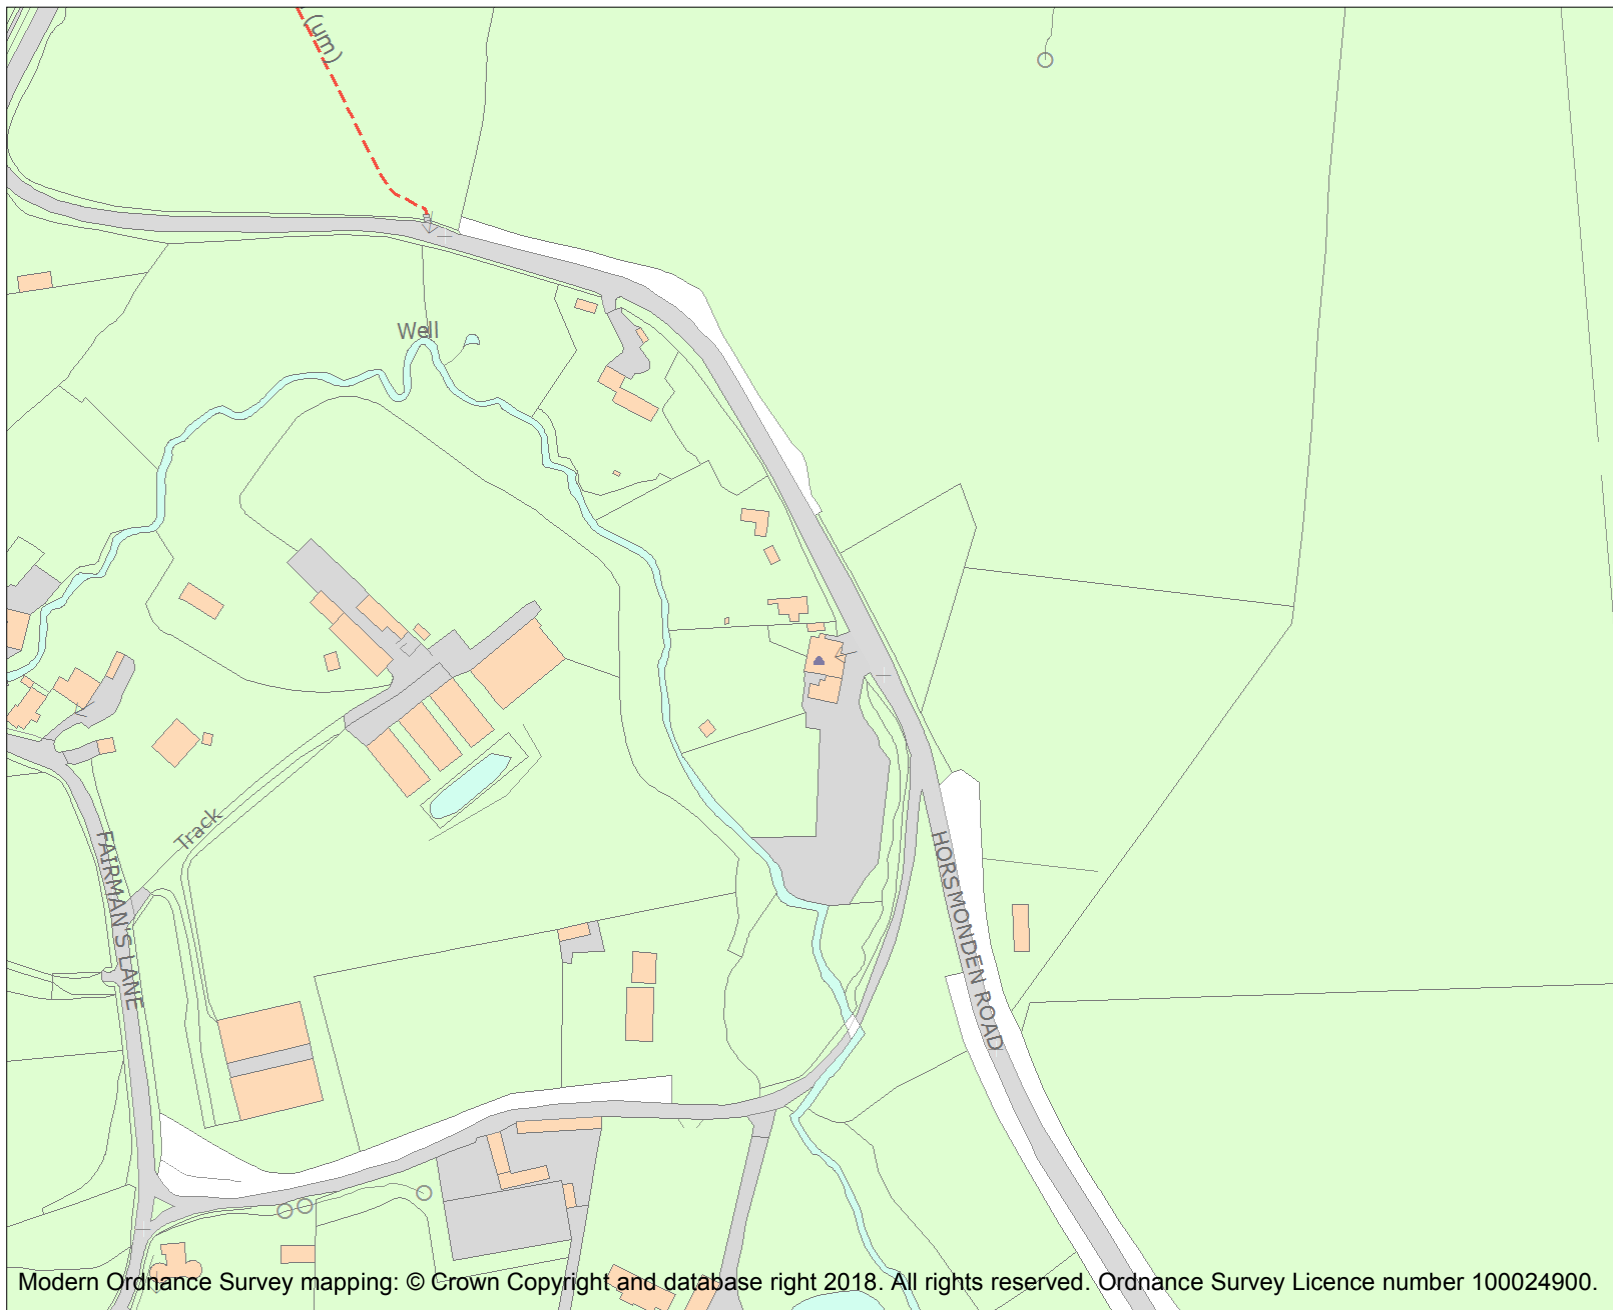 (um)
Well
Track
FAIRMAN'S LANE
HORSMONDEN ROAD
Modern Ordnance Survey mapping: © Crown Copyright and database right 2018. All rights reserved. Ordnance Survey Licence number 100024900.